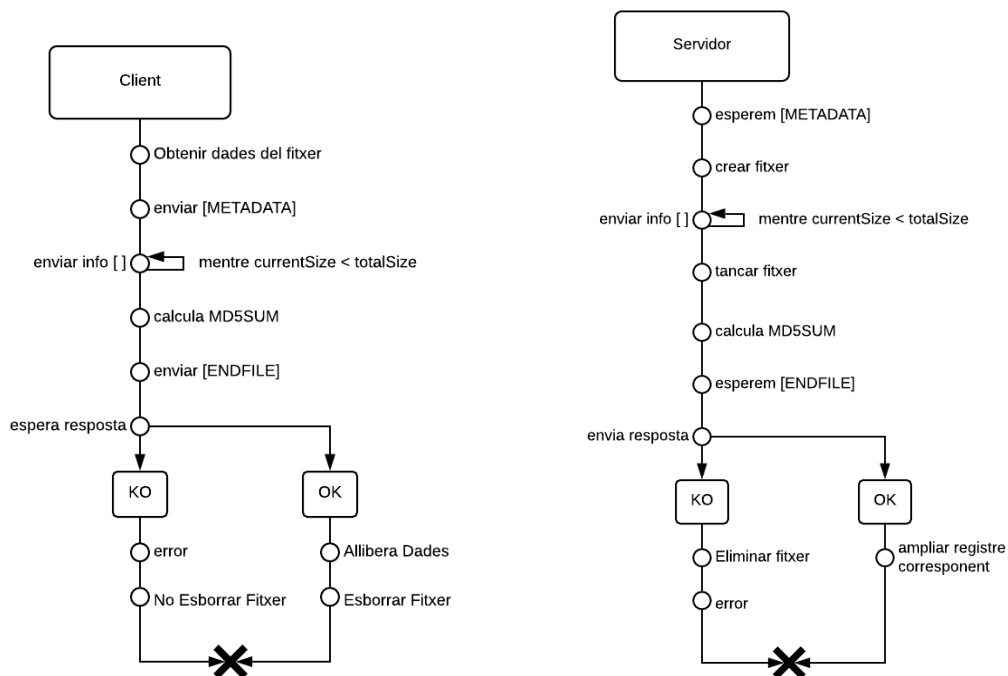 Client
Obtenir dades del fitxer
enviar [METADATA]
enviar info [ ]
mentre currentSize < totalSize
calcula MD5SUM
enviar [ENDFILE]
espera resposta
KO
OK
error
Allibera Dades
No Esborrar Fitxer
Esborrar Fitxer
Servidor
esperem [METADATA]
crear fitxer
enviar info [ ]
mentre currentSize < totalSize
tancar fitxer
calcula MD5SUM
esperem [ENDFILE]
envia resposta
KO
OK
Eliminar fitxer
ampliar registre
corresponent
error